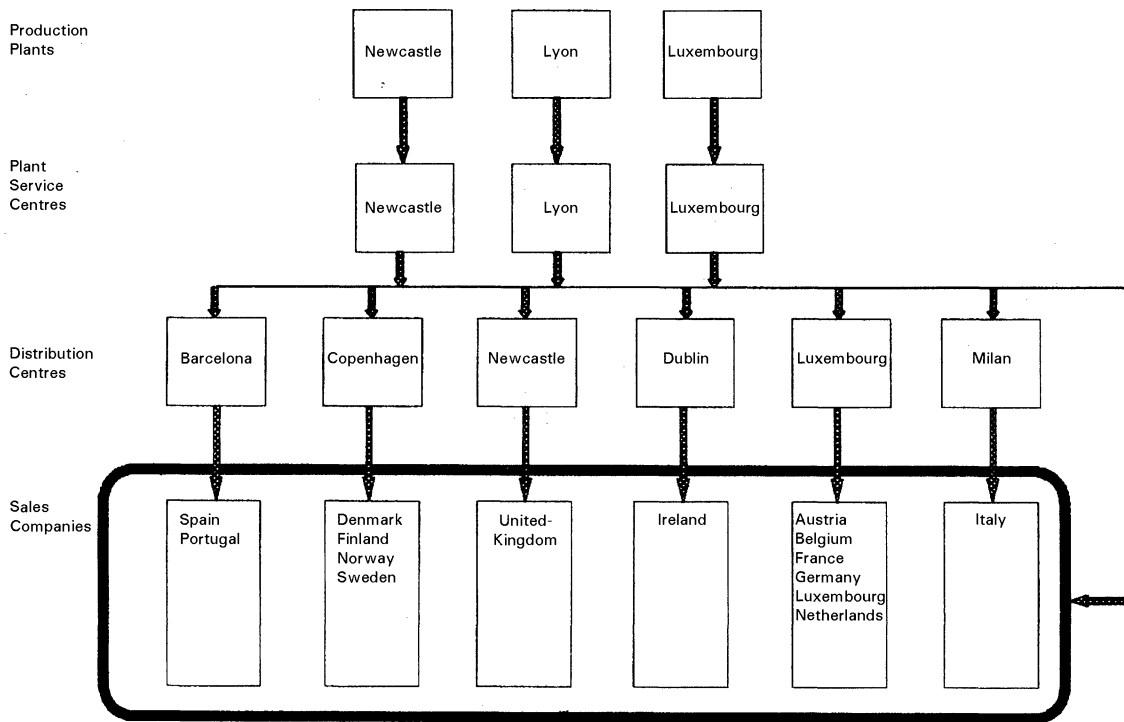 Production
Plants
Newcastle
Lyon
Luxembourg
Plant
Service
Centres
Newcastle
Lyon
Luxembourg
Distribution
Centres
Barcelona
Copenhagen
Newcastle
Dublin
Luxembourg
Milan
Sales
Companies
Spain
Portugal
Denmark
Finland
Norway
Sweden
United-
Kingdom
Ireland
Austria
Belgium
France
Germany
Luxembourg
Netherlands
Italy